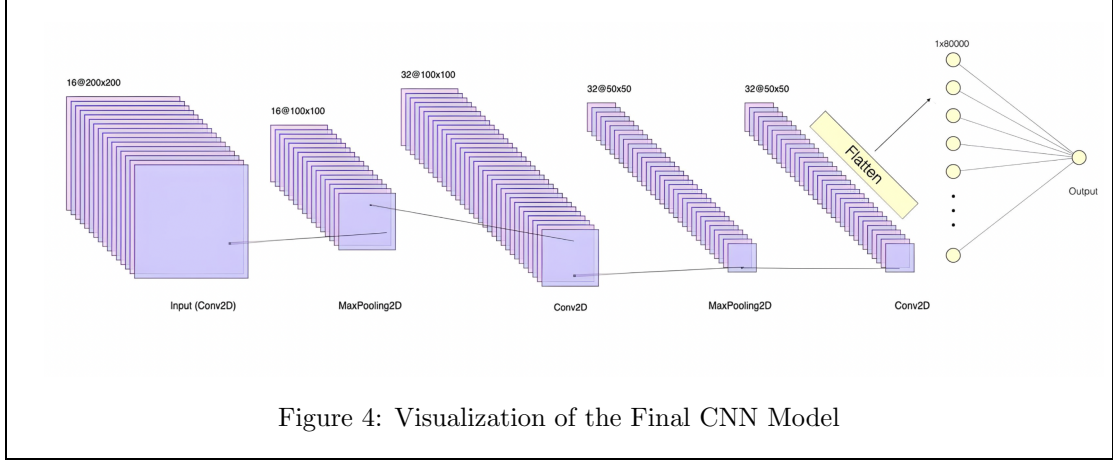 16@200x200
16@100x100
32@100x100
32@50x50
32@50x50
1x80000
Flatten
Output
Input (Conv2D)
MaxPooling2D
Conv2D
MaxPooling2D
Conv2D
Figure 4: Visualization of the Final CNN Model